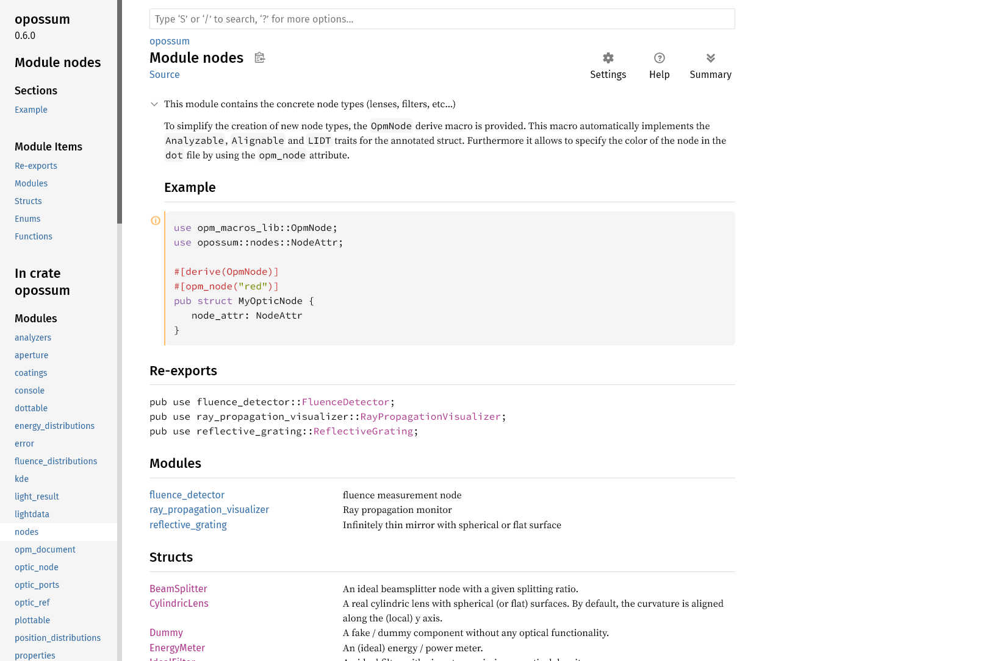 opossum
0.6.0
Module nodes
Sections
Example
Module Items
Re-exports
Modules
Structs
Enums
Functions
In crate
opossum
Modules
analyzers
aperture
coatings
console
dottable
energy_distributions
error
fluence_distributions
kde
light_result
lightdata
nodes
opm_document
optic_node
optic_ports
optic_ref
plottable
position_distributions
properties
Type ‘S’ or ‘/’ to search, ‘?’ for more options…
opossum
Module nodes
Source
Settings
Help
Summary
This module contains the concrete node types (lenses, filters, etc…)
To simplify the creation of new node types, the OpmNode derive macro is provided. This macro automatically implements the
Analyzable, Alignable and LIDT traits for the annotated struct. Furthermore it allows to specify the color of the node in the
dot file by using the opm_node attribute.
Example
use opm_macros_lib::OpmNode;
use opossum::nodes::NodeAttr;
#[derive(OpmNode)]
#[opm_node("red")]
pub struct MyOpticNode {
node_attr: NodeAttr
}
Re-exports
pub use fluence_detector::FluenceDetector;
pub use ray_propagation_visualizer::RayPropagationVisualizer;
pub use reflective_grating::ReflectiveGrating;
Modules
fluence_detector fluence measurement node
ray_propagation_visualizer Ray propagation monitor
reflective_grating Infinitely thin mirror with spherical or flat surface
Structs
BeamSplitter An ideal beamsplitter node with a given splitting ratio.
CylindricLens A real cylindric lens with spherical (or flat) surfaces. By default, the curvature is aligned
along the (local) y axis.
Dummy A fake / dummy component without any optical functionality.
EnergyMeter An (ideal) energy / power meter.